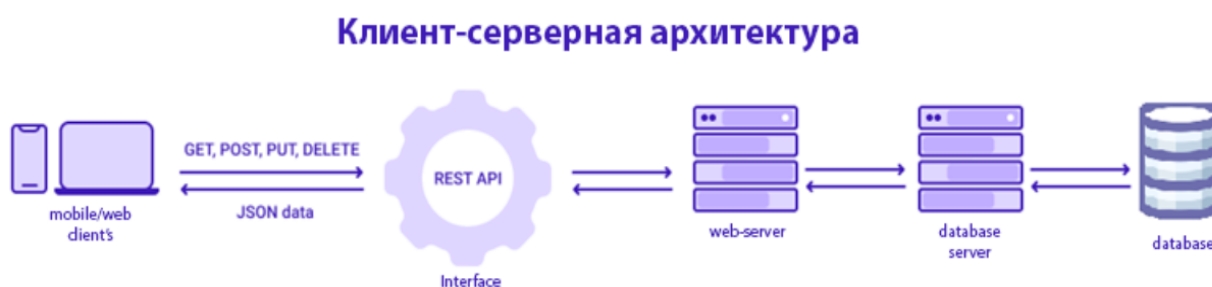 Клиент-серверная архитектура
GET, POST, PUT, DELETE
JSON data
mobile/web
client's
REST API
Interface
web-server
database
server
database